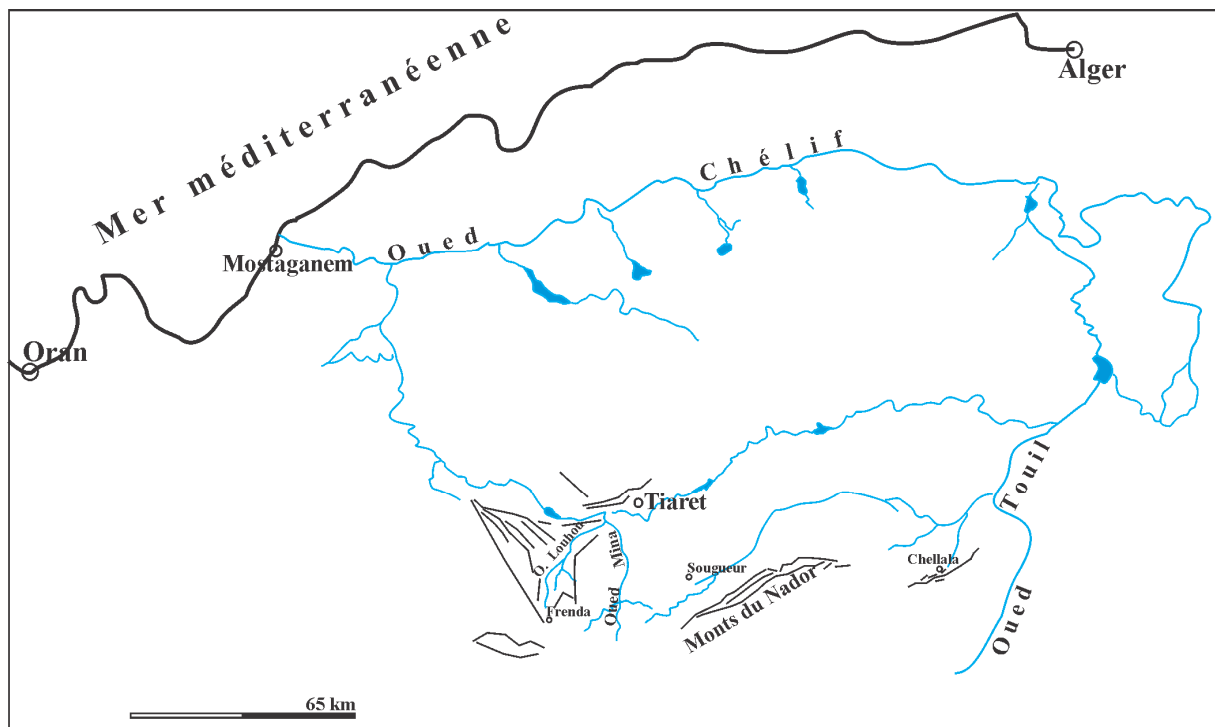 Mer méditerranéenne
Alger
Oued Chélif
Mostaganem
Oran
Oued Touil
Tiaret
O. Louhou
Oued Mina
Sougueur
Chellala
Frenda
Monts du Nador
65 km